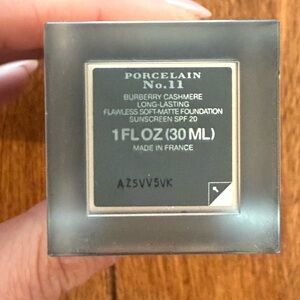 PORCELAIN
No.11
BURBERRY CASHMERE
LONG-LASTING
FLAWLESS SOFT-MATTE FOUNDATION
SUNSCREEN SPF 20
1 FL OZ (30 ML)
MADE IN FRANCE
AZ5VV5VK